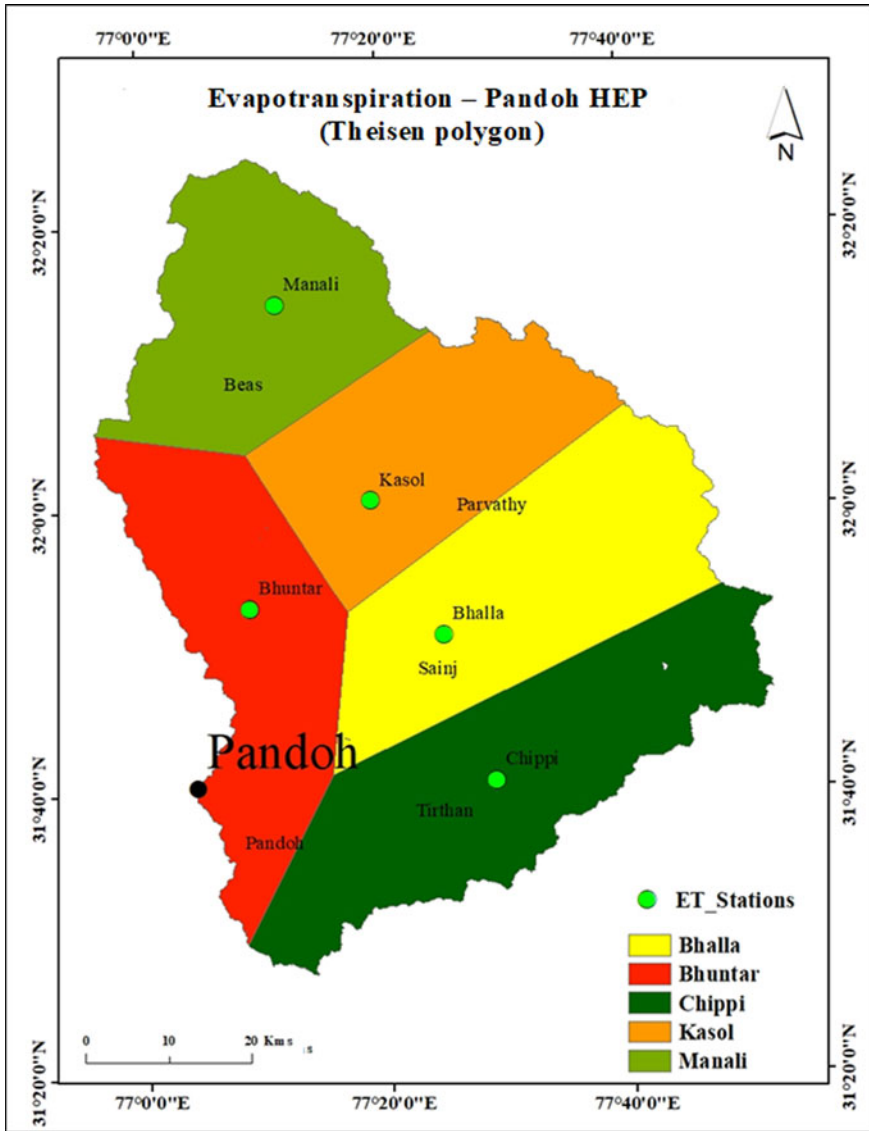 77°0'0"E 77°20'0"E 77°40'0"E
Evapotranspiration – Pandoh HEP
(Theisen polygon)
N
32°20'0"N
32°20'0"N
Manali
Beas
Kasol
Parvathy
32°0'0"N
32°0'0"N
Bhuntar
Bhalla
Sainj
Pandoh
Chippi
31°40'0"N
31°40'0"N
Tirthan
Pandoh
ET_Stations
Bhalla
Bhuntar
Chippi
Kasol
Manali
0 10 20 Kms
31°20'0"N
31°20'0"N
77°0'0"E 77°20'0"E 77°40'0"E